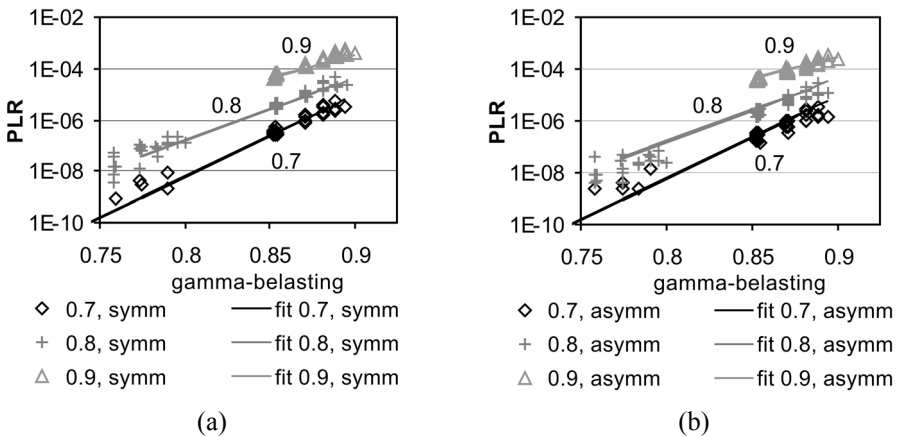 (a)
1E-02
1E-04
1E-06
1E-08
1E-10
PLR
0.9
0.8
0.7
0.75 0.8 0.85 0.9
gamma-belasting
0.7, symm fit 0.7, symm
0.8, symm fit 0.8, symm
0.9, symm fit 0.9, symm
(a)
(b)
1E-02
1E-04
1E-06
1E-08
1E-10
PLR
0.9
0.8
0.7
0.75 0.8 0.85 0.9
gamma-belasting
0.7, asymm fit 0.7, asymm
0.8, asymm fit 0.8, asymm
0.9, asymm fit 0.9, asymm
(b)